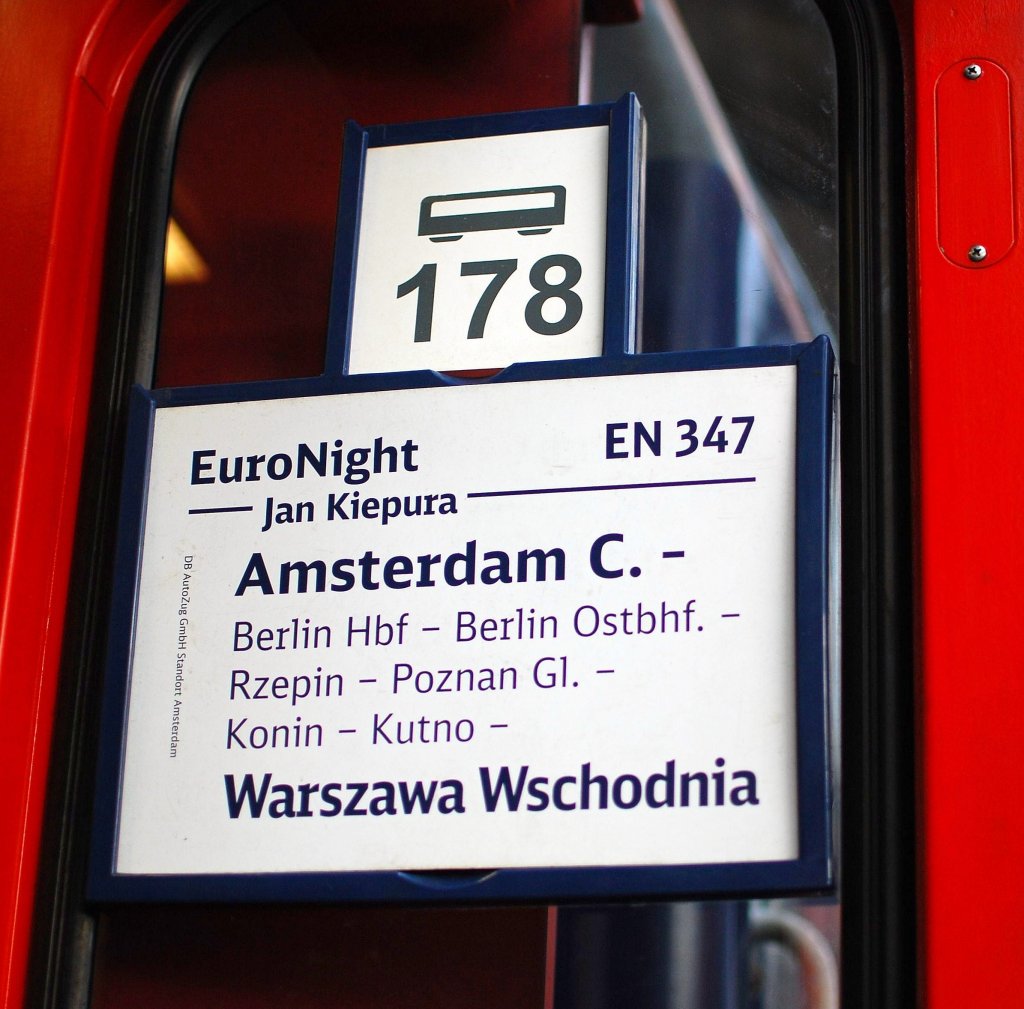 178
EuroNight EN 347
Jan Kiepura
Amsterdam C. –
Berlin Hbf – Berlin Ostbhf. –
Rzepin – Poznan Gl. –
Konin – Kutno –
Warszawa Wschodnia
DB AutoZug GmbH Standort Amsterdam